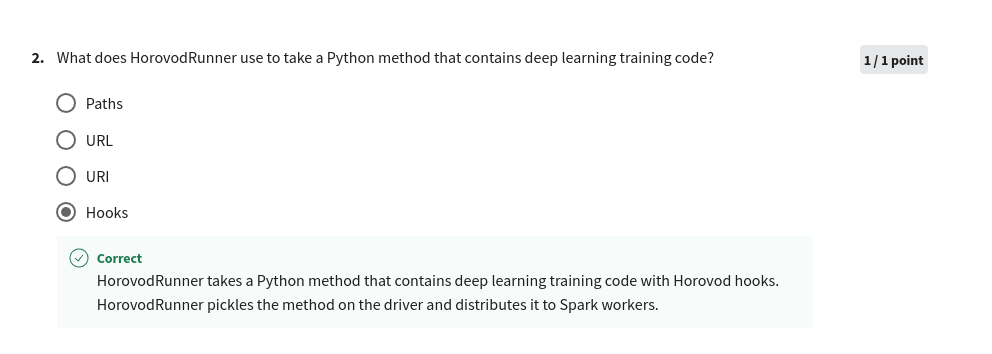 2. What does HorovodRunner use to take a Python method that contains deep learning training code?
1 / 1 point
Paths
URL
URI
Hooks
Correct
HorovodRunner takes a Python method that contains deep learning training code with Horovod hooks.
HorovodRunner pickles the method on the driver and distributes it to Spark workers.